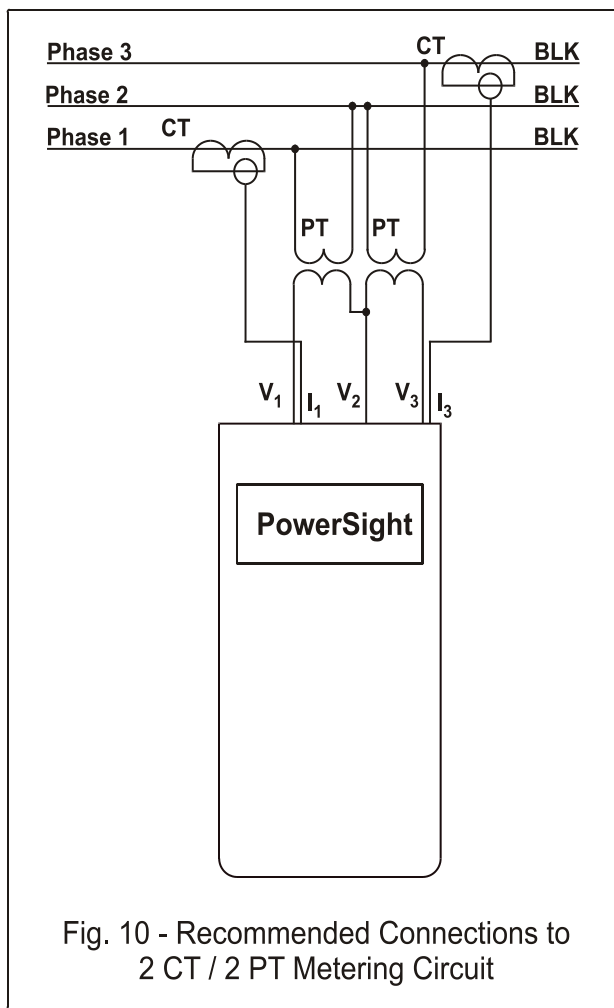 Phase 3
CT
BLK
Phase 2
BLK
Phase 1
CT
BLK
PT
PT
V1
I1
V2
V3
I3
PowerSight
Fig. 10 - Recommended Connections to
2 CT / 2 PT Metering Circuit